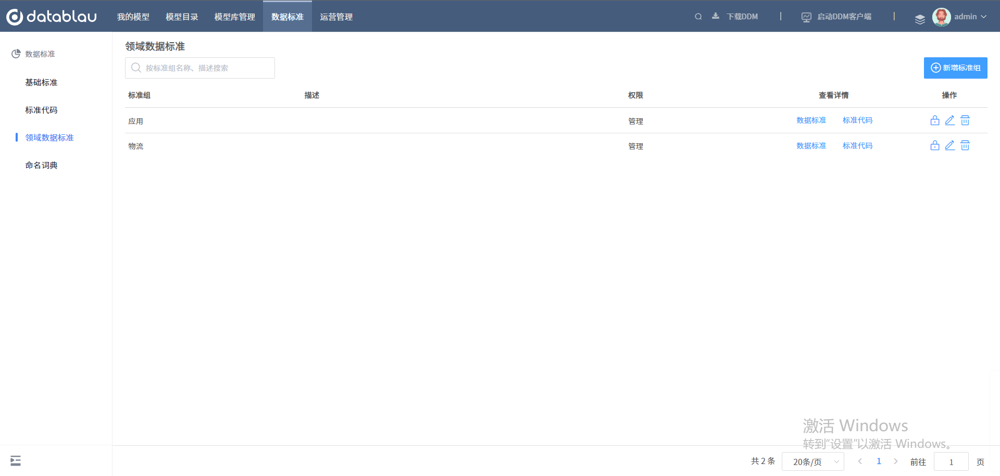 datablau 我的模型 模型目录 模型库管理 数据标准 运营管理 下载DDM | 启动DDM客户端 | admin
数据标准
基础标准
标准代码
领域数据标准
命名词典
领域数据标准
按标准组名称、描述搜索
新增标准组
标准组 描述 权限 查看详情 操作
应用 管理 数据标准 标准代码
物流 管理 数据标准 标准代码
激活 Windows
转到“设置”以激活 Windows。
共 2 条 20条/页 1 前往 1 页